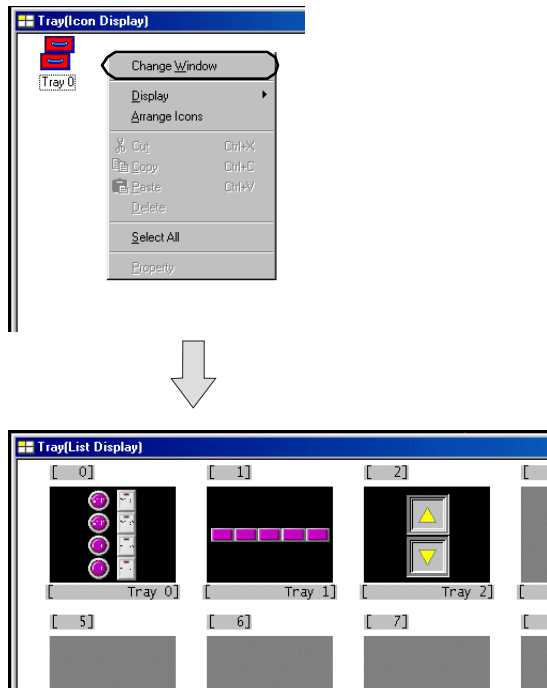 Tray(Icon Display)
Tray 0
Change Window
Display
Arrange Icons
Cut Ctrl+X
Copy Ctrl+C
Paste Ctrl+V
Delete
Select All
Property
Tray(List Display)
[ 0] [ 1] [ 2] [
[ Tray 0] [ Tray 1] [ Tray 2] [
[ 5] [ 6] [ 7] [